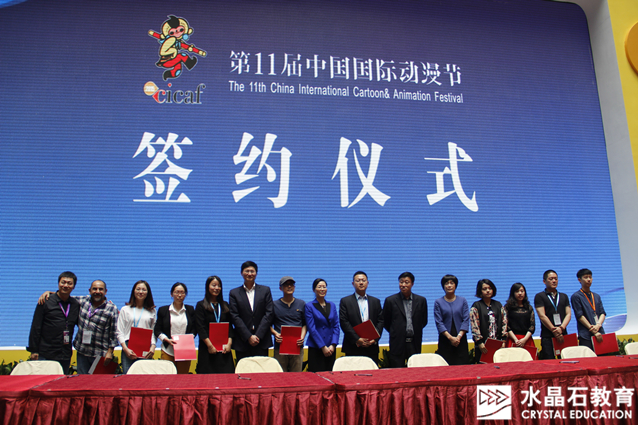 第11届中国国际动漫节
The 11th China International Cartoon& Animation Festival
cicaf
签约仪式
水晶石教育
CRYSTAL EDUCATION